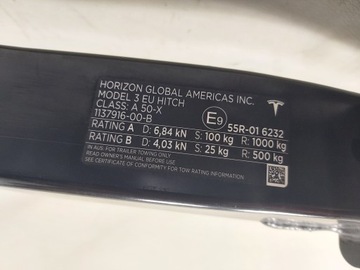 HORIZON GLOBAL AMERICAS INC.
MODEL 3 EU HITCH
CLASS: A 50-X
1137916-00-B
E9 55R-01 6232
RATING A D: 6,84 kN S: 100 kg R: 1000 kg
RATING B D: 4,03 kN S: 25 kg R: 500 kg
IN AUS: FOR TRAILER TOWING ONLY
READ OWNER'S MANUAL BEFORE USE
SEE CERTIFICATE OF CONFORMITY FOR TOW RATING CONDITIONS